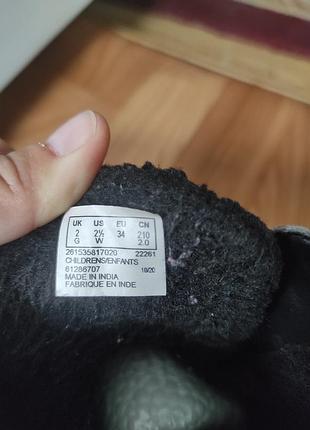 UK US EU CN
2 2½ 34 210
G W 2.0
261535817020 22261
CHILDRENS/ENFANTS
61286707 18/20
MADE IN INDIA
FABRIQUE EN INDE